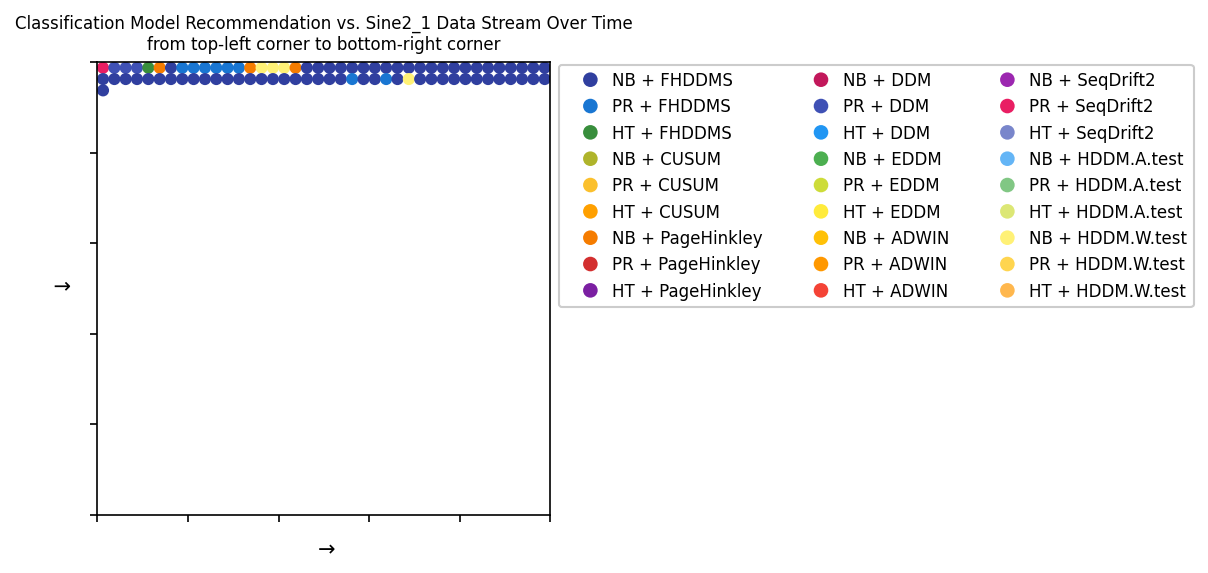 Classification Model Recommendation vs. Sine2_1 Data Stream Over Time
from top-left corner to bottom-right corner
NB + FHDDMS
PR + FHDDMS
HT + FHDDMS
NB + CUSUM
PR + CUSUM
HT + CUSUM
NB + PageHinkley
PR + PageHinkley
HT + PageHinkley
NB + DDM
PR + DDM
HT + DDM
NB + EDDM
PR + EDDM
HT + EDDM
NB + ADWIN
PR + ADWIN
HT + ADWIN
NB + SeqDrift2
PR + SeqDrift2
HT + SeqDrift2
NB + HDDM.A.test
PR + HDDM.A.test
HT + HDDM.A.test
NB + HDDM.W.test
PR + HDDM.W.test
HT + HDDM.W.test
→
→